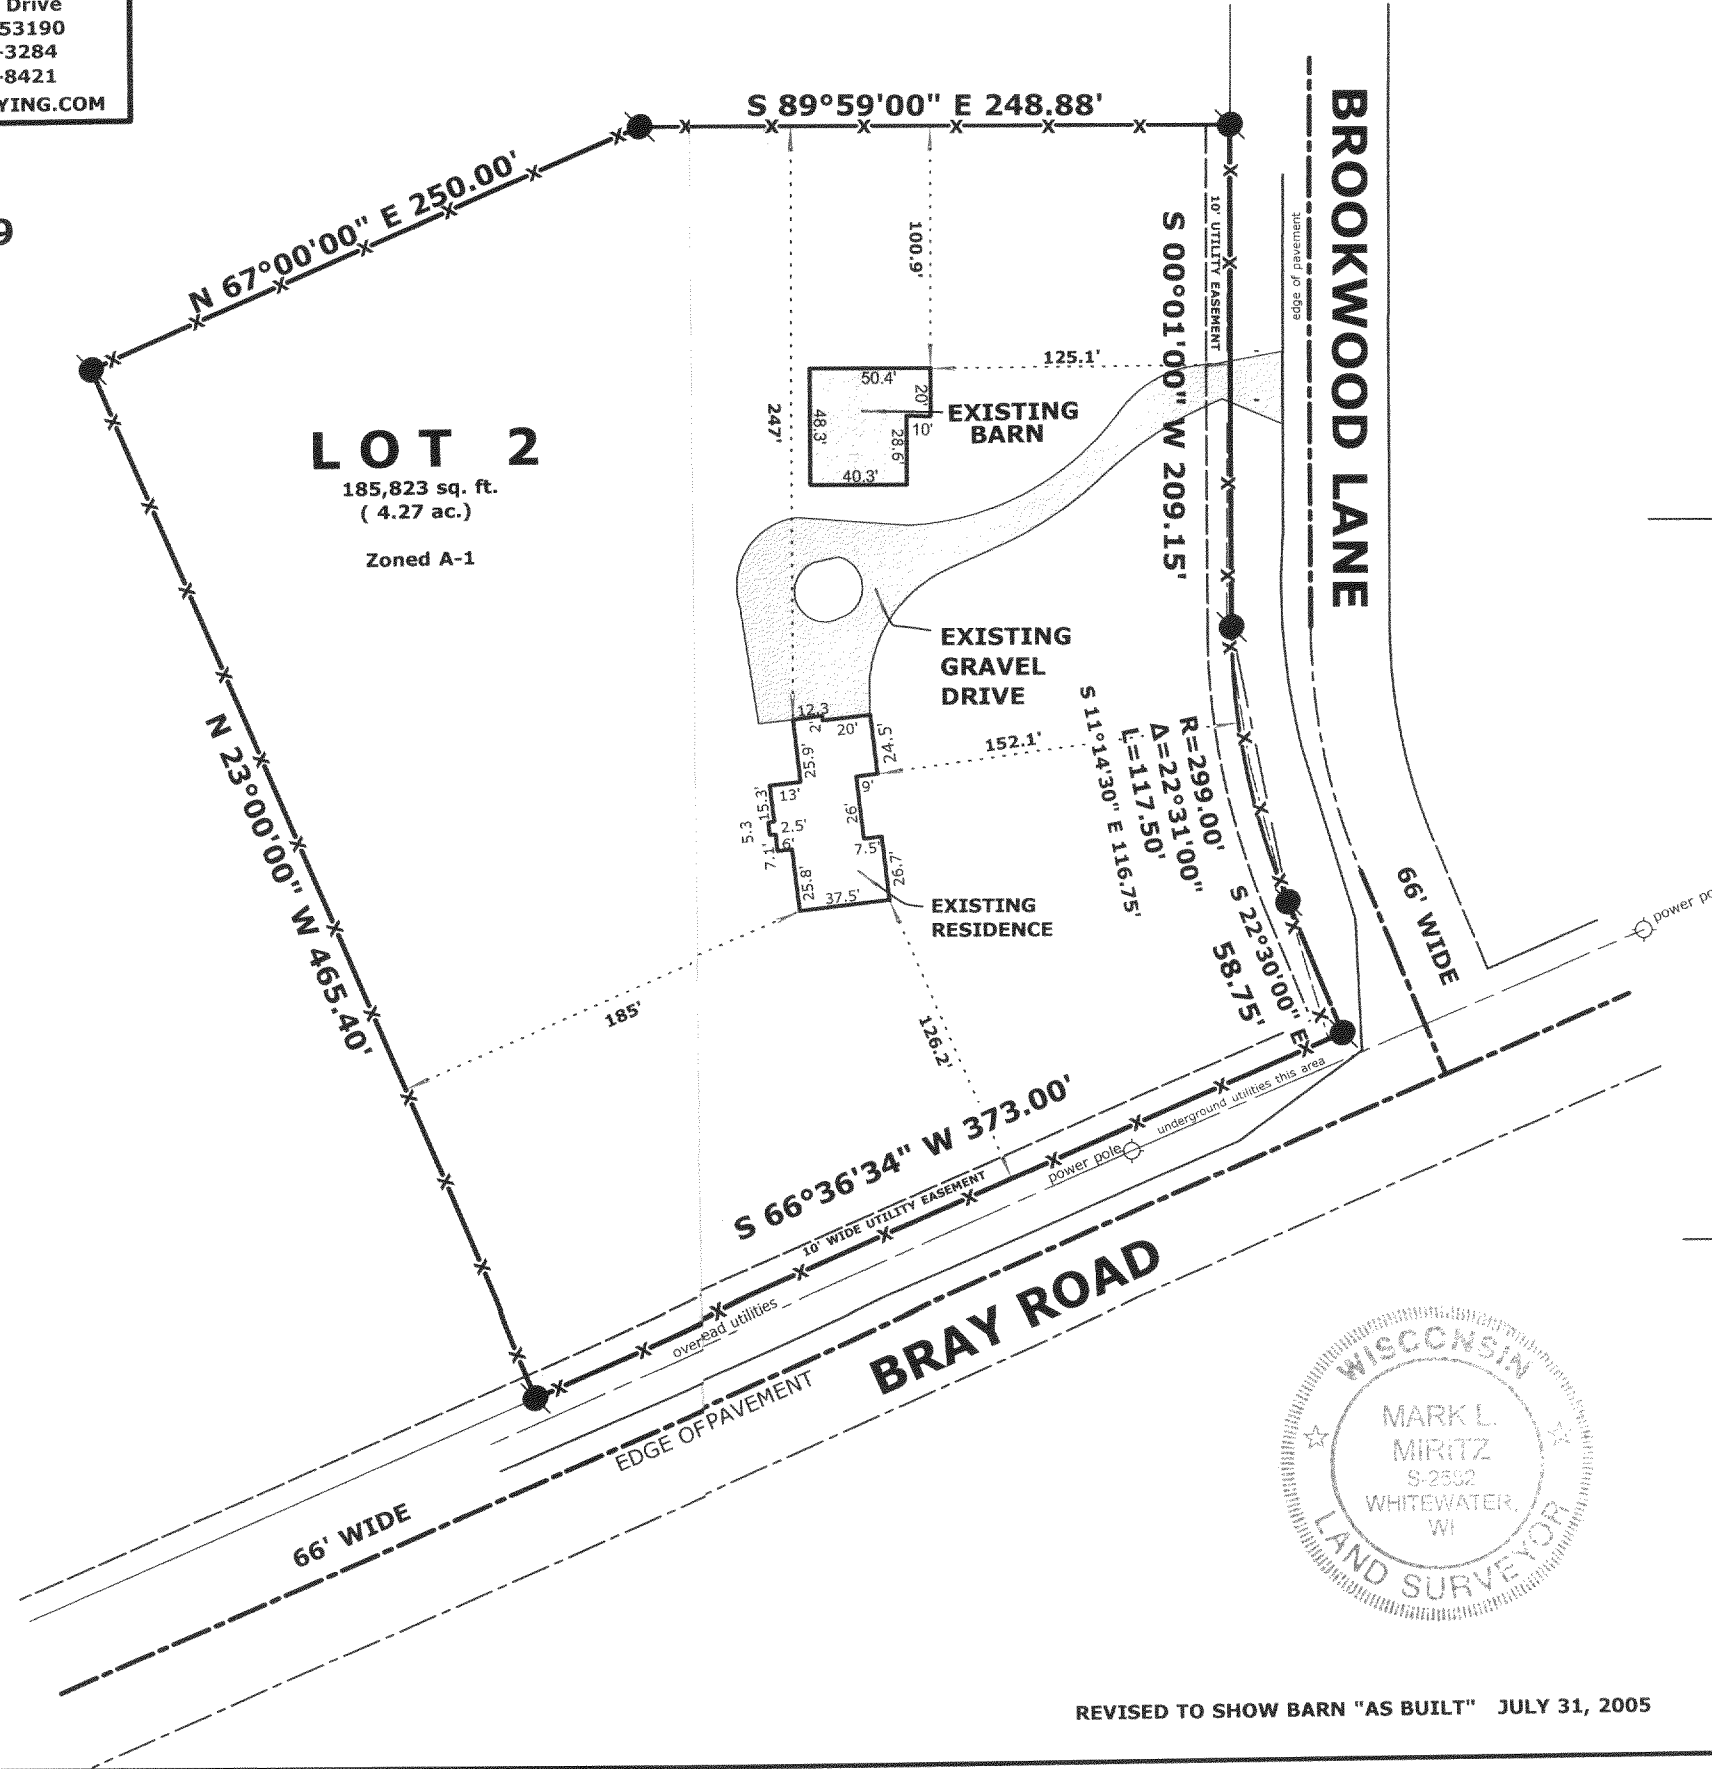 Drive
53190
-3284
-8421
YING.COM
9
S 89°59'00" E 248.88'
N 67°00'00" E 250.00'
BROOKWOOD LANE
10' UTILITY EASEMENT
edge of pavement
S 00°01'00" W 209.15'
100.9'
125.1'
247'
50.4'
20'
10'
48.3'
28.6'
40.3'
EXISTING
BARN
LOT 2
185,823 sq. ft.
( 4.27 ac.)
Zoned A-1
EXISTING
GRAVEL
DRIVE
N 23°00'00" W 465.40'
12.3
2'
20'
24.5'
25.9'
152.1'
9'
13'
15.3'
26'
5.3
2.5'
6'
7.1'
7.5'
26.7'
25.8'
37.5'
EXISTING
RESIDENCE
R=299.00'
Δ=22°31'00"
L=117.50'
S 11°14'30" E 116.75'
S 22°30'00" E
58.75'
66' WIDE
power po
185'
126.2'
S 66°36'34" W 373.00'
10' WIDE UTILITY EASEMENT
underground utilities this area
power pole
overead utilities
BRAY ROAD
EDGE OF PAVEMENT
66' WIDE
WISCCNSIN
MARK L.
MIRITZ
S-2582
WHITEWATER,
WI
LAND SURVEYOR
REVISED TO SHOW BARN "AS BUILT" JULY 31, 2005